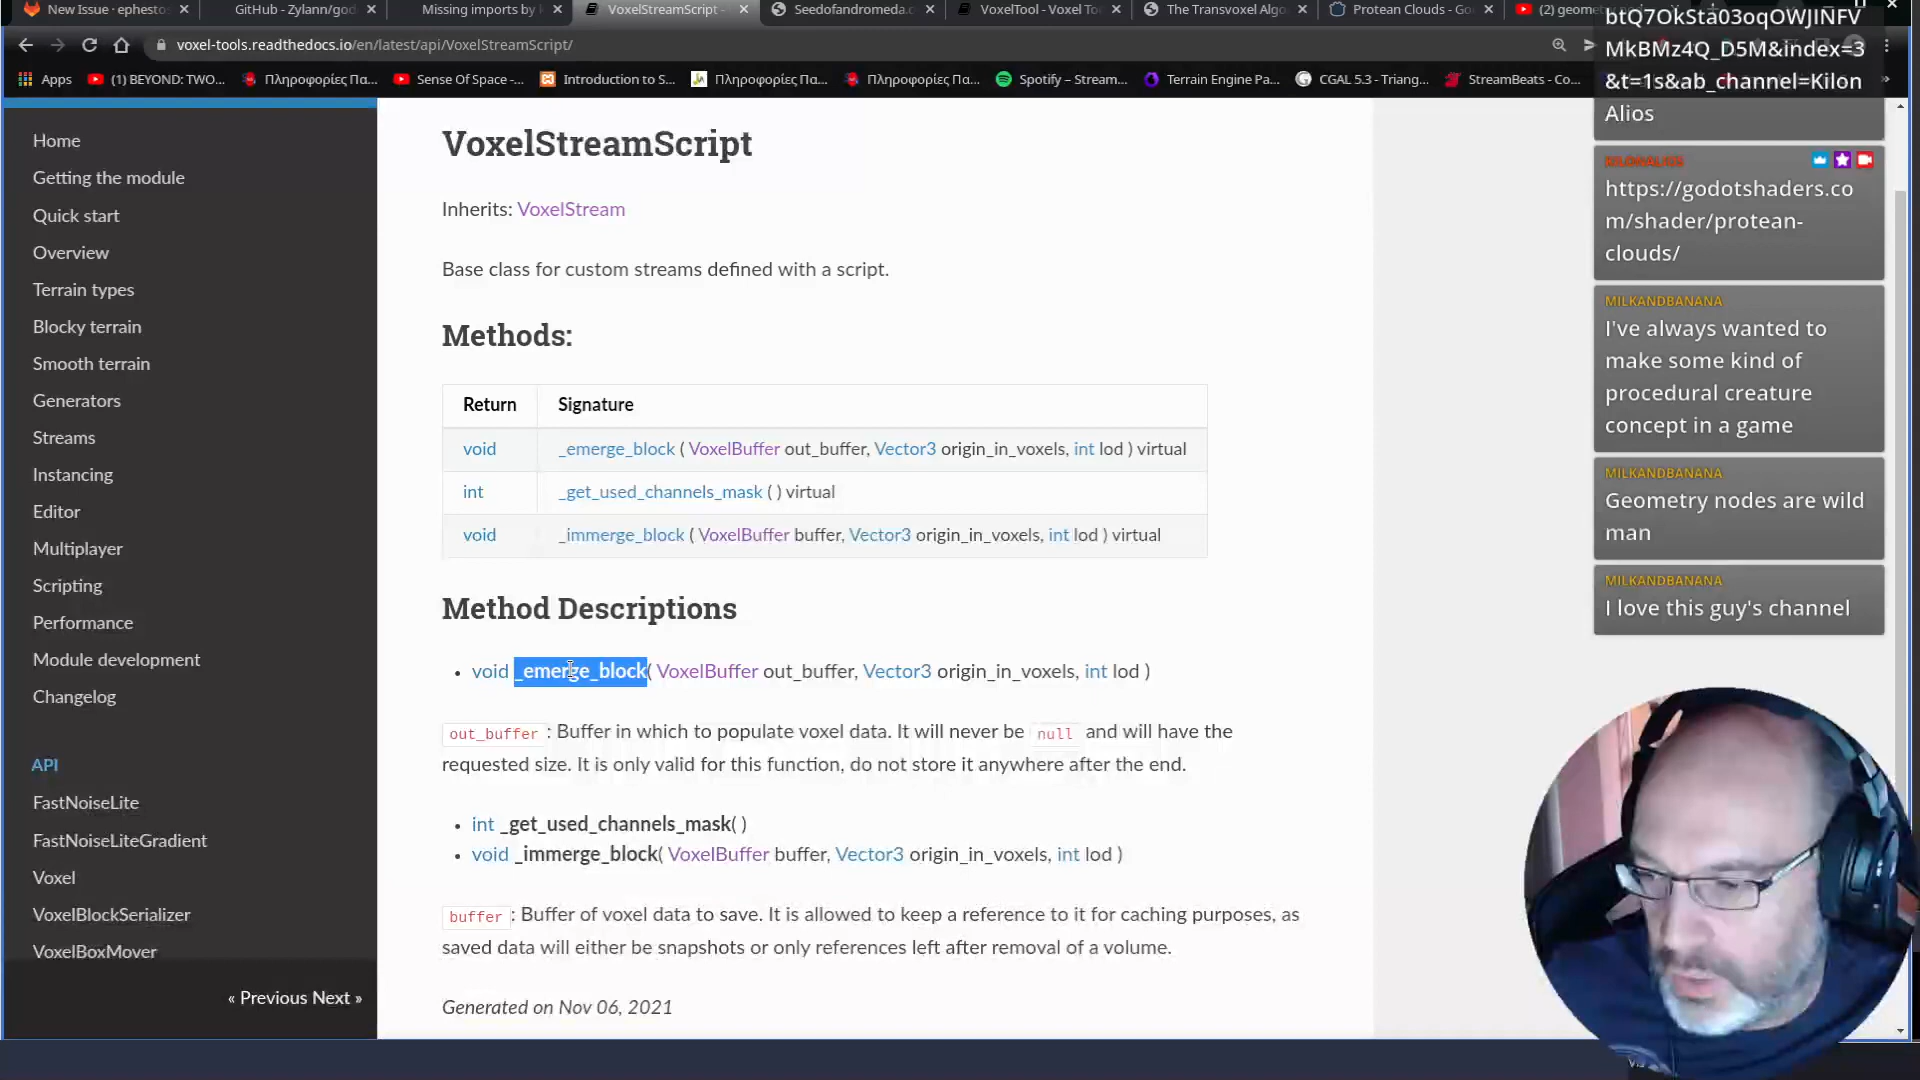 New Issue · ephestos
GitHub - Zylann/god
Missing imports by
VoxelStreamScript -
Seedofandromeda.c
VoxelTool - Voxel To
The Transvoxel Algo
Protean Clouds - Go
(2) geometry
voxel-tools.readthedocs.io/en/latest/api/VoxelStreamScript/
Apps
(1) BEYOND: TWO...
Πληροφορίες Πα...
Sense Of Space -...
Introduction to S...
Πληροφορίες Πα...
Πληροφορίες Πα...
Spotify – Stream...
Terrain Engine Pa...
CGAL 5.3 - Triang...
StreamBeats - Co...
»
Home
Getting the module
Quick start
Overview
Terrain types
Blocky terrain
Smooth terrain
Generators
Streams
Instancing
Editor
Multiplayer
Scripting
Performance
Module development
Changelog
API
FastNoiseLite
FastNoiseLiteGradient
Voxel
VoxelBlockSerializer
VoxelBoxMover
« Previous Next »
VoxelStreamScript
Inherits: VoxelStream
Base class for custom streams defined with a script.
Methods:
Return Signature
void _emerge_block ( VoxelBuffer out_buffer, Vector3 origin_in_voxels, int lod ) virtual
int _get_used_channels_mask ( ) virtual
void _immerge_block ( VoxelBuffer buffer, Vector3 origin_in_voxels, int lod ) virtual
Method Descriptions
• void _emerge_block( VoxelBuffer out_buffer, Vector3 origin_in_voxels, int lod )
out_buffer : Buffer in which to populate voxel data. It will never be null and will have the
requested size. It is only valid for this function, do not store it anywhere after the end.
• int _get_used_channels_mask( )
• void _immerge_block( VoxelBuffer buffer, Vector3 origin_in_voxels, int lod )
buffer : Buffer of voxel data to save. It is allowed to keep a reference to it for caching purposes, as
saved data will either be snapshots or only references left after removal of a volume.
Generated on Nov 06, 2021
btQ7OkSta03oqOWJINFV
MkBMz4Q_D5M&index=3
&t=1s&ab_channel=Kilon
Alios
KILONALIOS
https://godotshaders.co
m/shader/protean-
clouds/
MILKANDBANANA
I've always wanted to
make some kind of
procedural creature
concept in a game
MILKANDBANANA
Geometry nodes are wild
man
MILKANDBANANA
I love this guy's channel